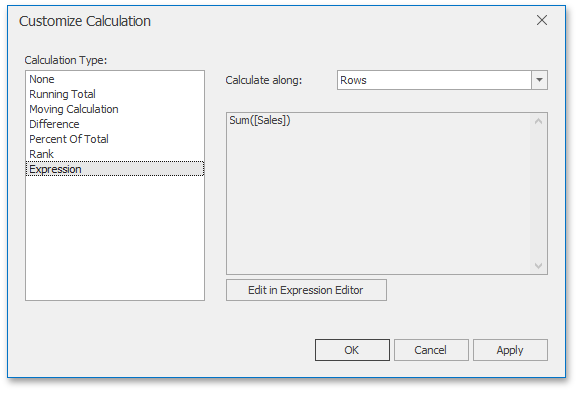 Customize Calculation
Calculation Type:
None
Running Total
Moving Calculation
Difference
Percent Of Total
Rank
Expression
Calculate along:
Rows
Sum([Sales])
Edit in Expression Editor
OK
Cancel
Apply